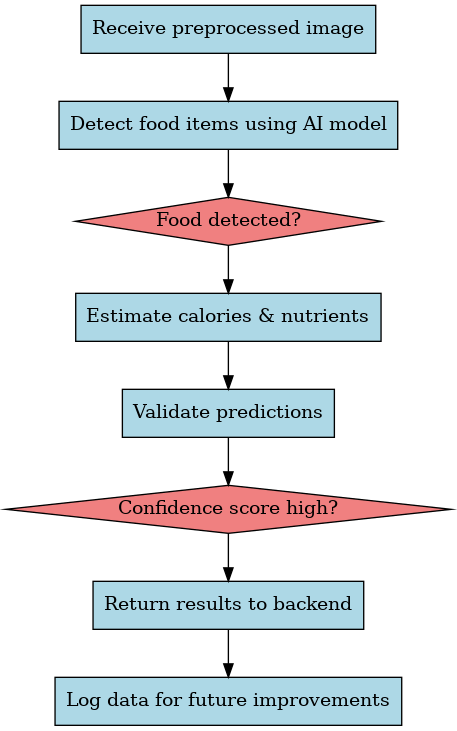 Receive preprocessed image
Detect food items using AI model
Food detected?
Estimate calories & nutrients
Validate predictions
Confidence score high?
Return results to backend
Log data for future improvements